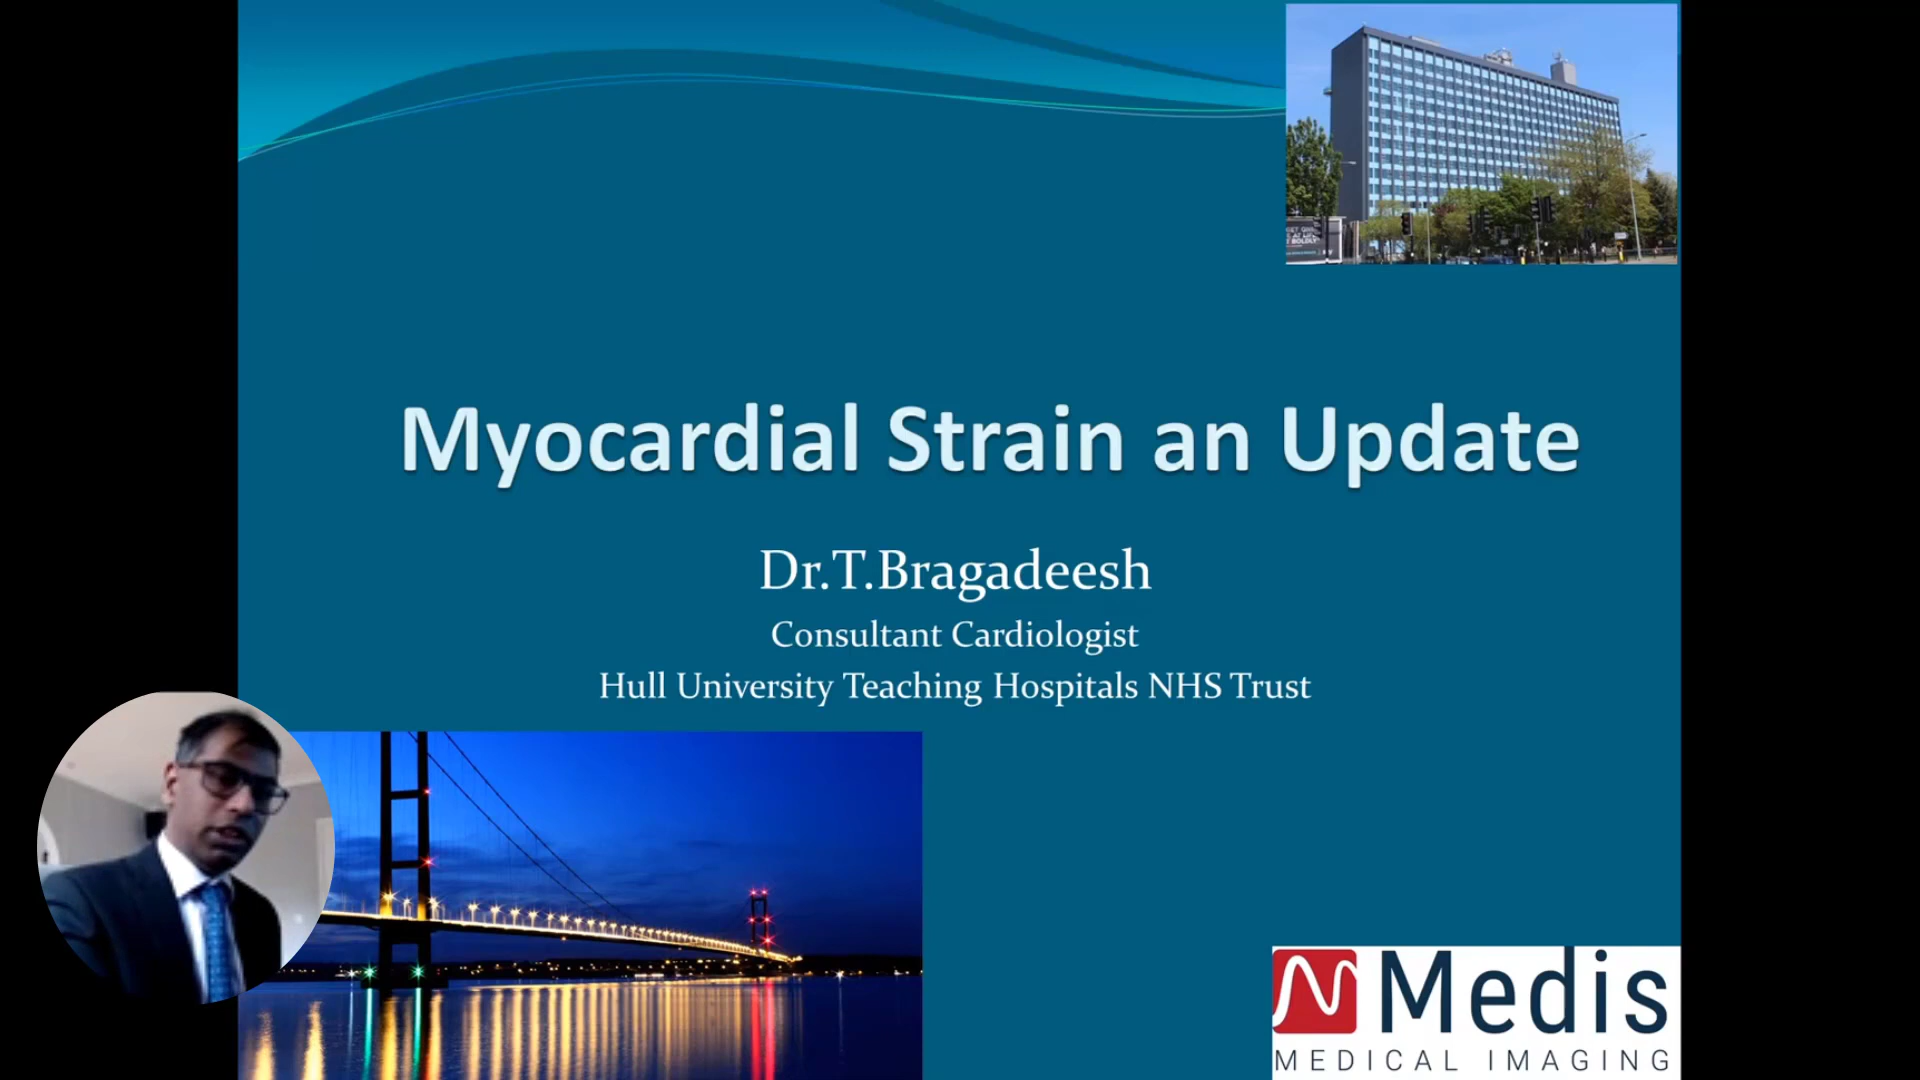 Myocardial Strain an Update
Dr.T.Bragadeesh
Consultant Cardiologist
Hull University Teaching Hospitals NHS Trust
Medis
MEDICAL IMAGING